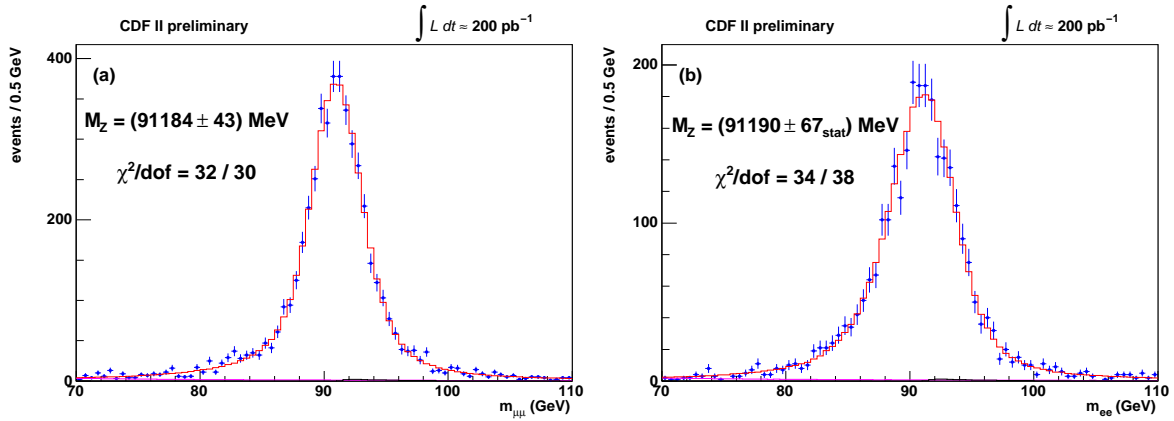 CDF II preliminary
∫ L dt ≈ 200 pb⁻¹
events / 0.5 GeV
400
200
0
(a)
M_Z = (91184 ± 43) MeV
χ²/dof = 32 / 30
70 80 90 100 110
m_μμ (GeV)
CDF II preliminary
∫ L dt ≈ 200 pb⁻¹
events / 0.5 GeV
200
100
0
(b)
M_Z = (91190 ± 67_stat) MeV
χ²/dof = 34 / 38
70 80 90 100 110
m_ee (GeV)